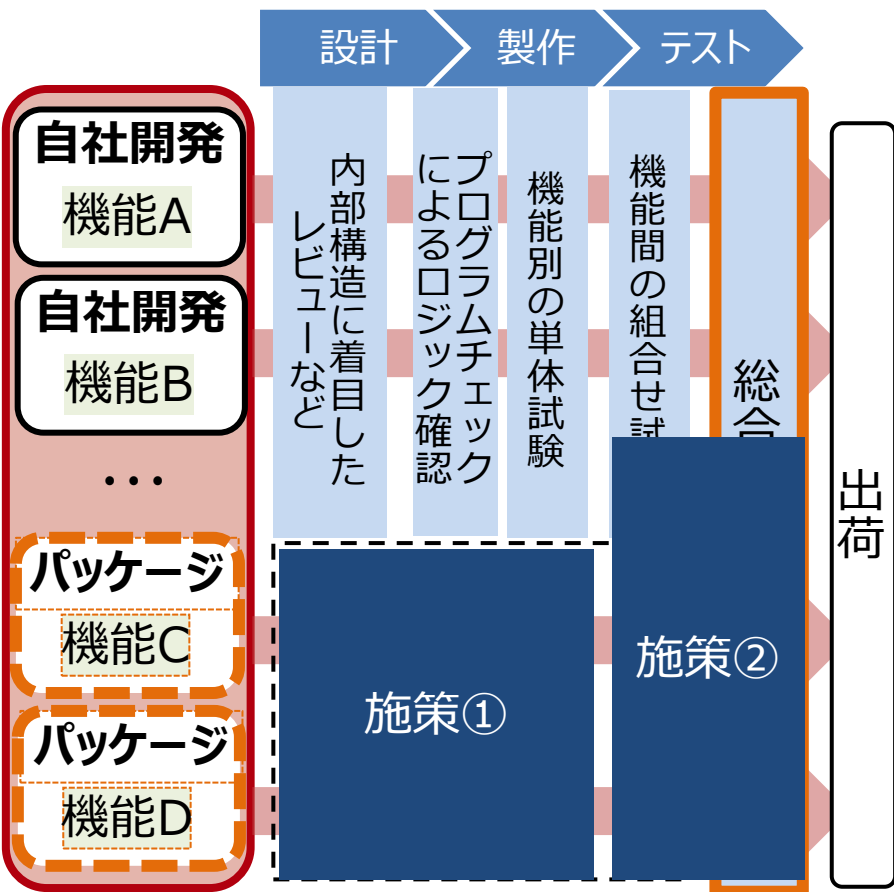 設計
製作
テスト
自社開発
機能A
自社開発
機能B
...
パッケージ
機能C
パッケージ
機能D
内部構造に着目した
レビューなど
プログラムチェック
によるロジック確認
機能別の単体試験
機能間の組合せ試
総合
施策①
施策②
出荷